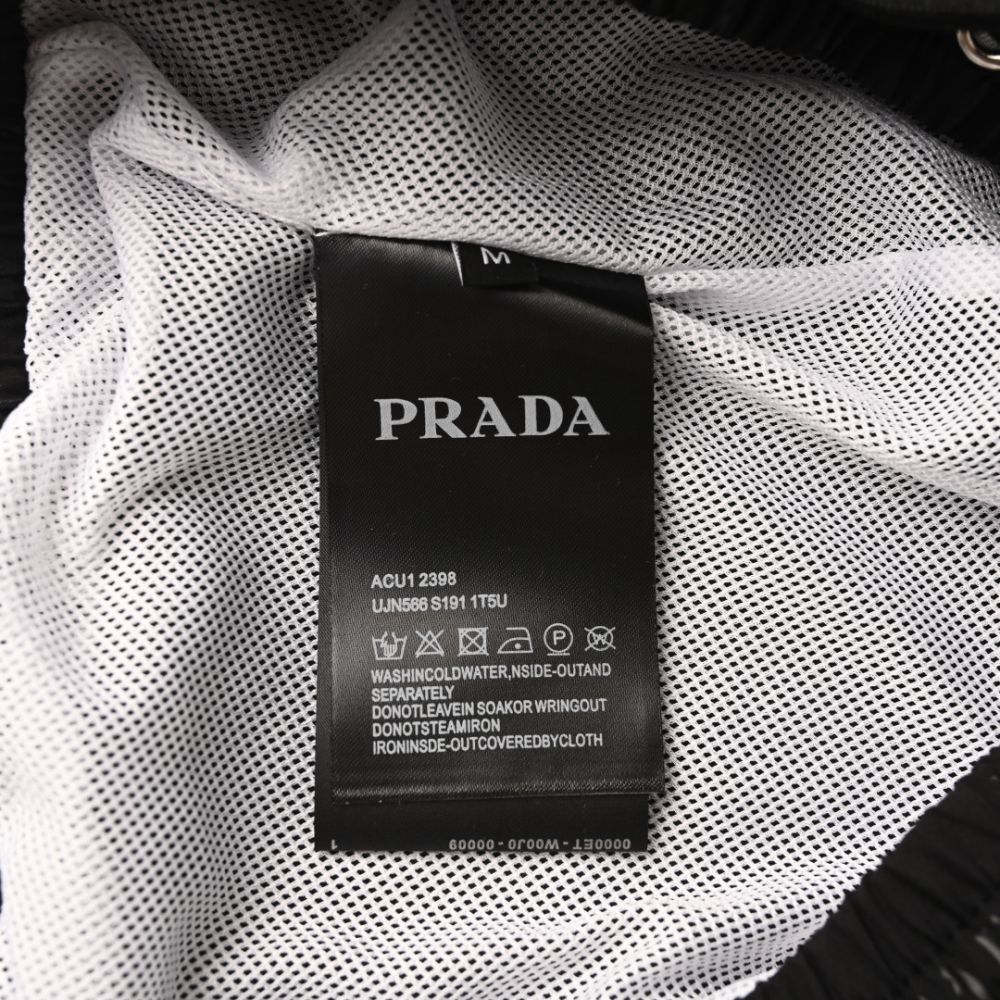 M
PRADA
ACU1 2398
UJN566 S191 1T5U
P W
WASHINCOLDWATER,NSIDE-OUTAND
SEPARATELY
DONOTLEAVEIN SOAKOR WRINGOUT
DONOTSTEAMIRON
IRONINSDE-OUTCOVEREDBYCLOTH
0000ET - W00J0 - 00009 1